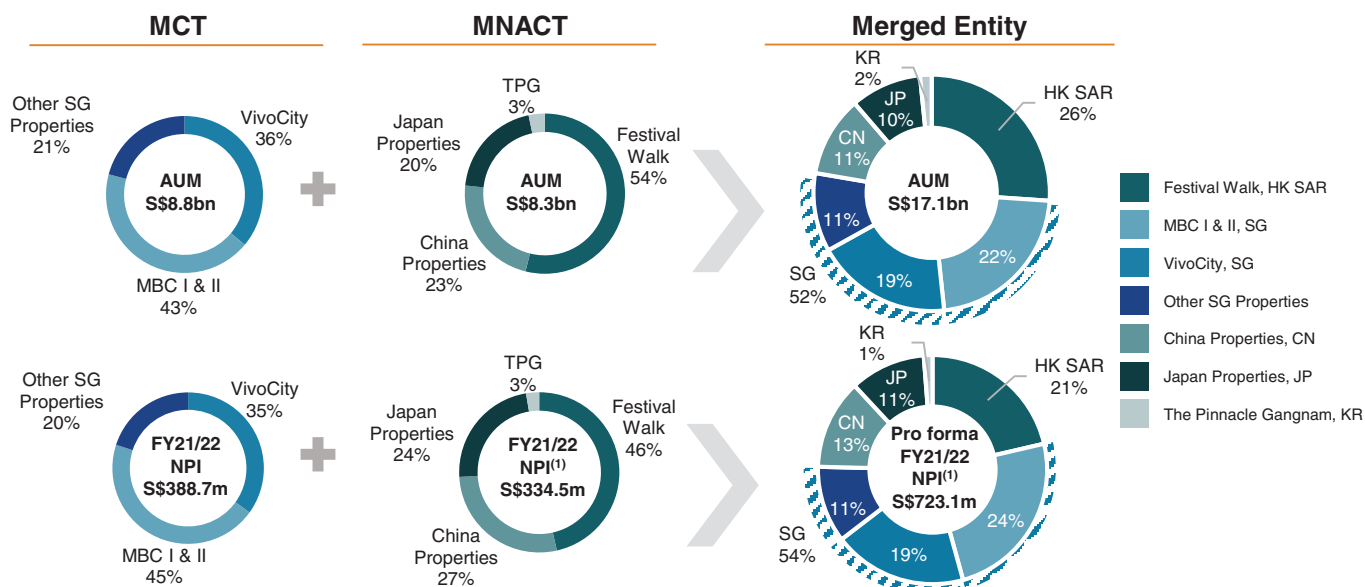 MCT
MNACT
Merged Entity
Other SG
Properties
21%
VivoCity
36%
AUM
S$8.8bn
MBC I & II
43%
TPG
3%
Japan
Properties
20%
Festival
Walk
54%
AUM
S$8.3bn
China
Properties
23%
KR
2%
HK SAR
26%
JP
10%
CN
11%
AUM
S$17.1bn
11%
22%
19%
SG
52%
Festival Walk, HK SAR
MBC I & II, SG
VivoCity, SG
Other SG Properties
China Properties, CN
Japan Properties, JP
The Pinnacle Gangnam, KR
Other SG
Properties
20%
VivoCity
35%
FY21/22
NPI
S$388.7m
MBC I & II
45%
TPG
3%
Japan
Properties
24%
Festival
Walk
46%
FY21/22
NPI(1)
S$334.5m
China
Properties
27%
KR
1%
HK SAR
21%
JP
11%
CN
13%
Pro forma
FY21/22
NPI(1)
S$723.1m
11%
24%
19%
SG
54%